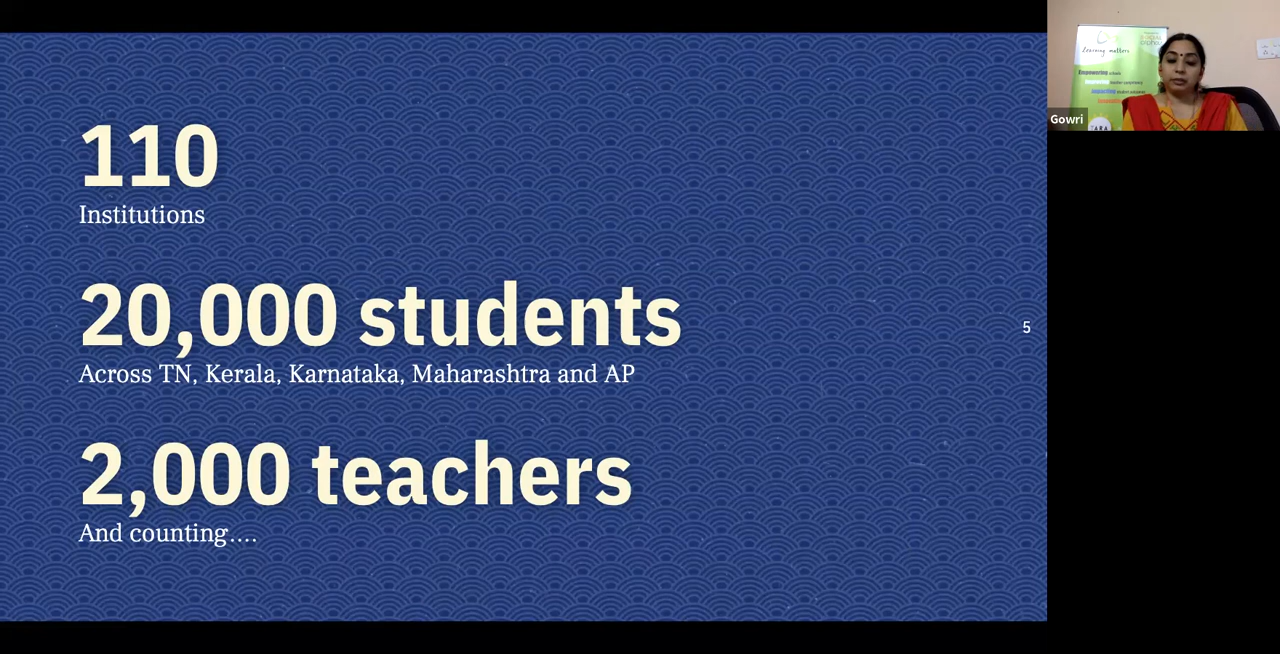 110
Institutions
20,000 students
Across TN, Kerala, Karnataka, Maharashtra and AP
2,000 teachers
And counting....
5
Learning matters
Empowering
Gowri